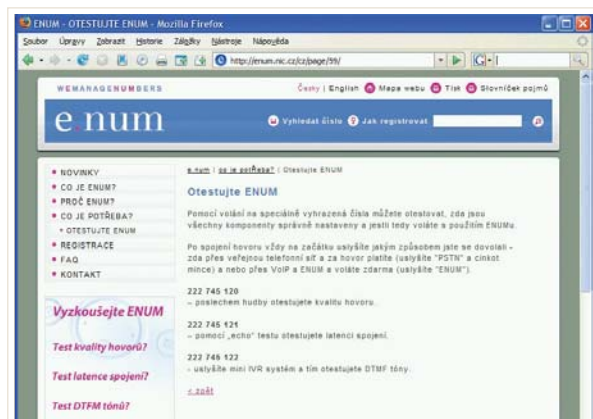 ENUM - OTESTUJTE ENUM - Mozilla Firefox
Soubor Úpravy Zobrazit Historie Záložky Nástroje Nápověda
http://enum.nic.cz/cz/page/59/
WEMANAGENUMBERS
Česky | English Mapa webu Tisk Slovníček pojmů
e.num
Vyhledat číslo Jak registrovat
NOVINKY
CO JE ENUM?
PROČ ENUM?
CO JE POTŘEBA?
OTESTUJTE ENUM
REGISTRACE
FAQ
KONTAKT
Vyzkoušejte ENUM
Test kvality hovorů?
Test latence spojení?
Test DTFM tónů?
e.num | co je potřeba? | Otestujte ENUM
Otestujte ENUM
Pomocí volání na speciálně vyhrazená čísla můžete otestovat, zda jsou
všechny komponenty správně nastaveny a jestli tedy voláte s použitím ENUMu.
Po spojení hovoru vždy na začátku uslyšíte jakým způsobem jste se dovolali -
zda přes veřejnou telefonní síť a za hovor platíte (uslyšíte "PSTN" a cinkot
mince) a nebo přes VoIP a ENUM a voláte zdarma (uslyšíte "ENUM").
222 745 120
– poslechem hudby otestujete kvalitu hovoru.
222 745 121
– pomocí „echo“ testu otestujete latenci spojení.
222 745 122
- uslyšíte mini IVR systém a tím otestujete DTMF tóny.
< zpět